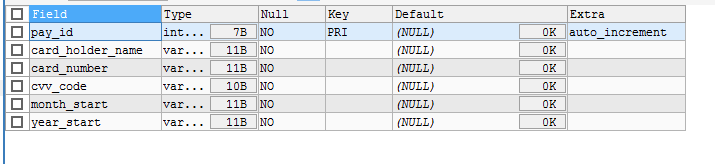 Field Type Null Key Default Extra
pay_id int... 7B NO PRI (NULL) 0K auto_increment
card_holder_name var... 11B NO (NULL) 0K
card_number var... 11B NO (NULL) 0K
cvv_code var... 10B NO (NULL) 0K
month_start var... 11B NO (NULL) 0K
year_start var... 11B NO (NULL) 0K